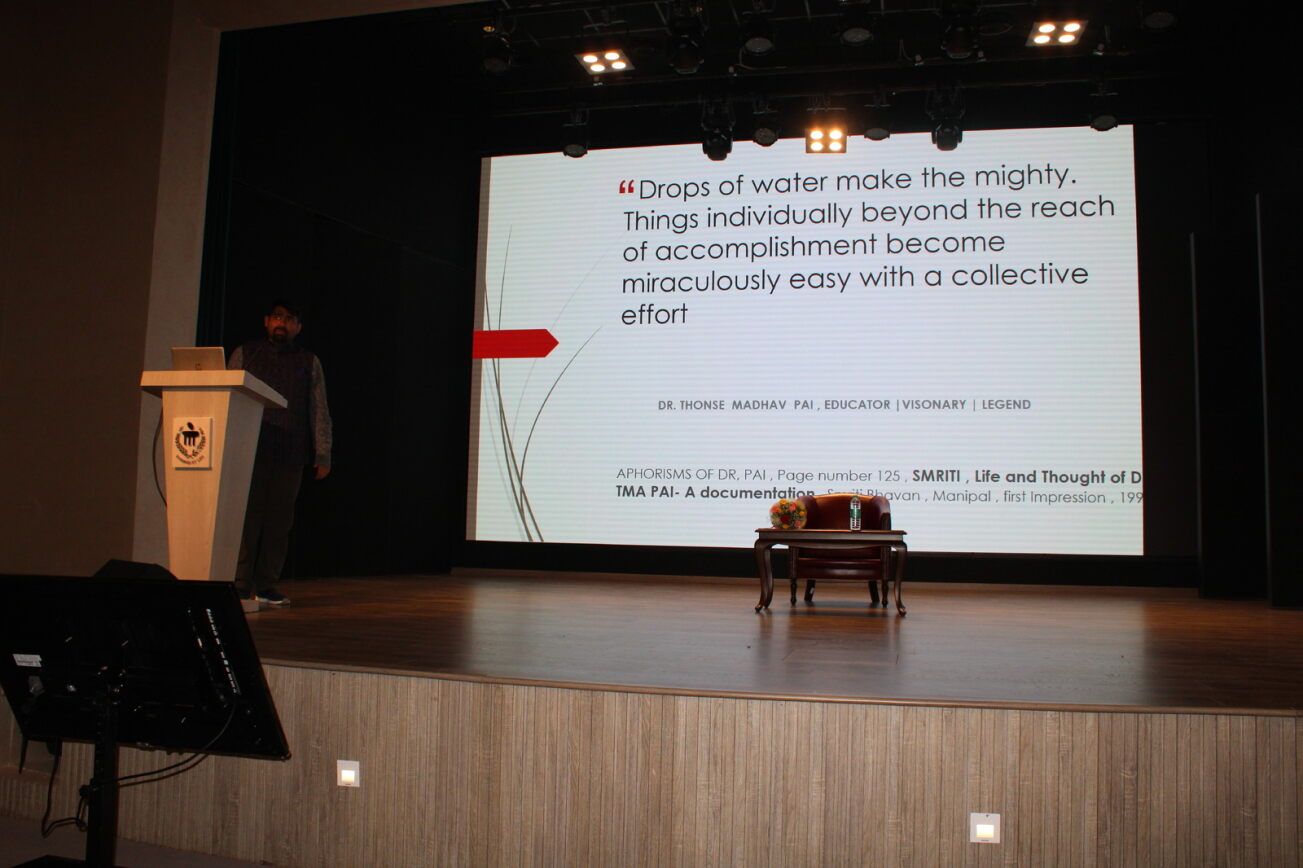 “Drops of water make the mighty.
Things individually beyond the reach
of accomplishment become
miraculously easy with a collective
effort
DR. THONSE MADHAV PAI , EDUCATOR |VISONARY | LEGEND
APHORISMS OF DR, PAI , Page number 125 , SMRITI , Life and Thought of D
TMA PAI- A documentation Bhavan , Manipal , first Impression , 199